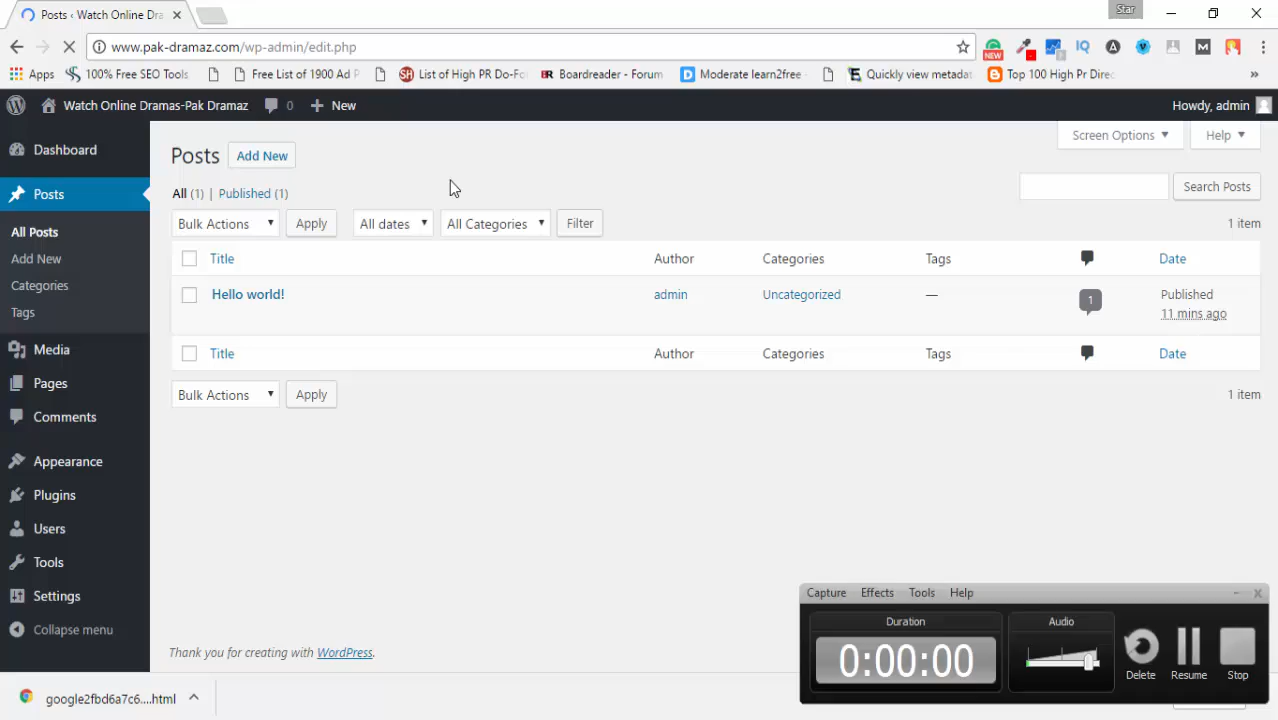 Posts ‹ Watch Online Dra
Star
www.pak-dramaz.com/wp-admin/edit.php
NEW
IQ
A
M
Apps
100% Free SEO Tools
Free List of 1900 Ad P
SH List of High PR Do-Fo
BR Boardreader - Forum
D Moderate learn2free
E Quickly view metadat
Top 100 High Pr Direc
»
Watch Online Dramas-Pak Dramaz
0
+ New
Howdy, admin
Dashboard
Posts
All Posts
Add New
Categories
Tags
Media
Pages
Comments
Appearance
Plugins
Users
Tools
Settings
Collapse menu
Screen Options
Help
Posts
Add New
All (1) | Published (1)
Search Posts
Bulk Actions
Apply
All dates
All Categories
Filter
1 item
Title
Author
Categories
Tags
Date
Hello world!
admin
Uncategorized
—
1
Published
11 mins ago
Title
Author
Categories
Tags
Date
Bulk Actions
Apply
1 item
Thank you for creating with WordPress.
Capture
Effects
Tools
Help
Duration
Audio
0:00:00
Delete
Resume
Stop
google2fbd6a7c6....html